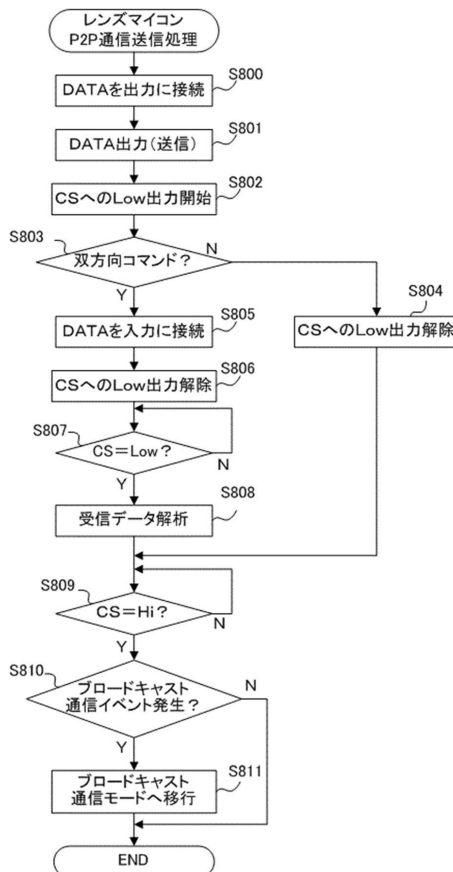 レンズマイコン
P2P通信送信処理
S800
DATAを出力に接続
S801
DATA出力(送信)
S802
CSへのLow出力開始
S803
双方向コマンド？
N
Y
S804
CSへのLow出力解除
S805
DATAを入力に接続
S806
CSへのLow出力解除
S807
CS＝Low？
N
Y
S808
受信データ解析
S809
CS＝Hi？
N
Y
S810
ブロードキャスト
通信イベント発生？
N
Y
S811
ブロードキャスト
通信モードへ移行
END